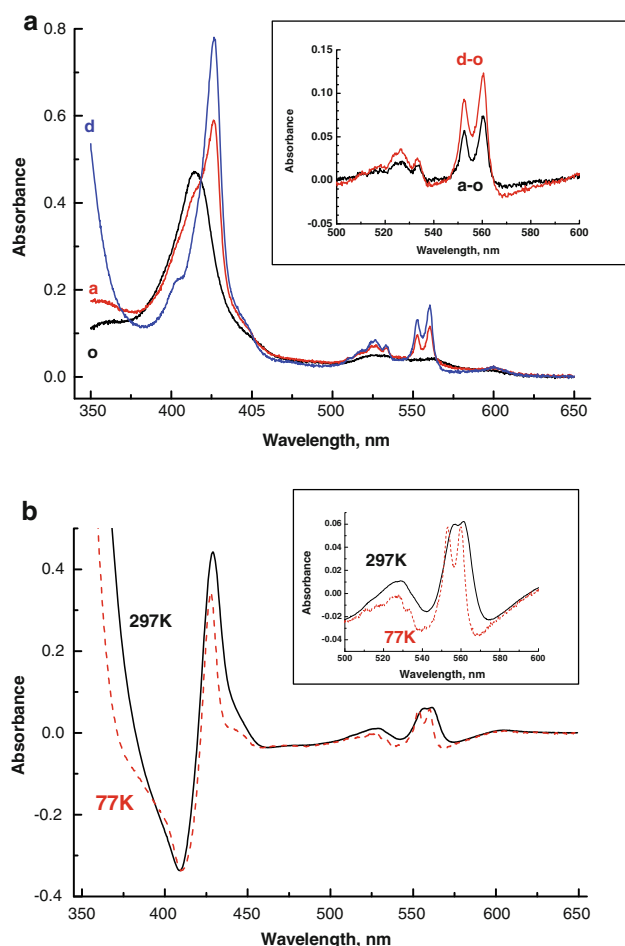 a
0.8
0.6
0.4
0.2
0.0
Absorbance
d
a
o
350
400
405
500
550
600
650
Wavelength, nm
0.15
0.10
0.05
0.00
-0.05
Absorbance
d-o
a-o
500
520
540
560
580
600
Wavelength, nm
b
0.4
0.2
0.0
-0.2
-0.4
Absorbance
297K
77K
350
400
450
500
550
600
650
Wavelength, nm
0.06
0.04
0.02
0.00
-0.02
-0.04
Absorbance
297K
77K
500
520
540
560
580
600
Wavelength, nm